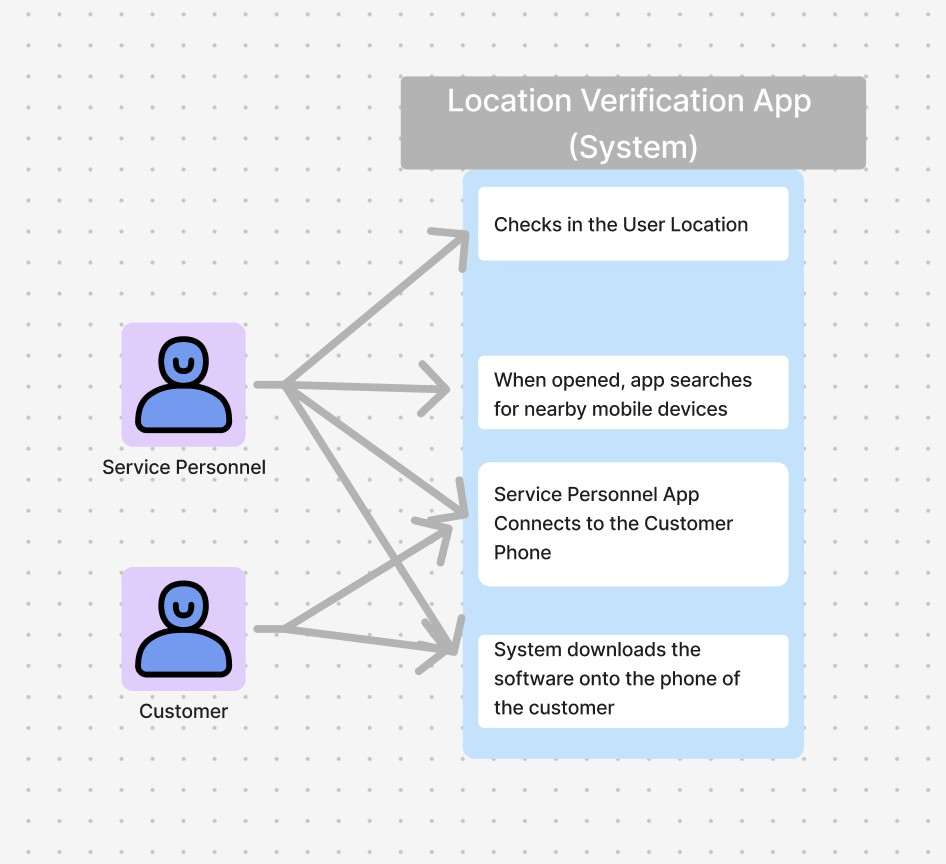 Location Verification App
(System)
Checks in the User Location
When opened, app searches
for nearby mobile devices
Service Personnel
Service Personnel App
Connects to the Customer
Phone
System downloads the
software onto the phone of
the customer
Customer